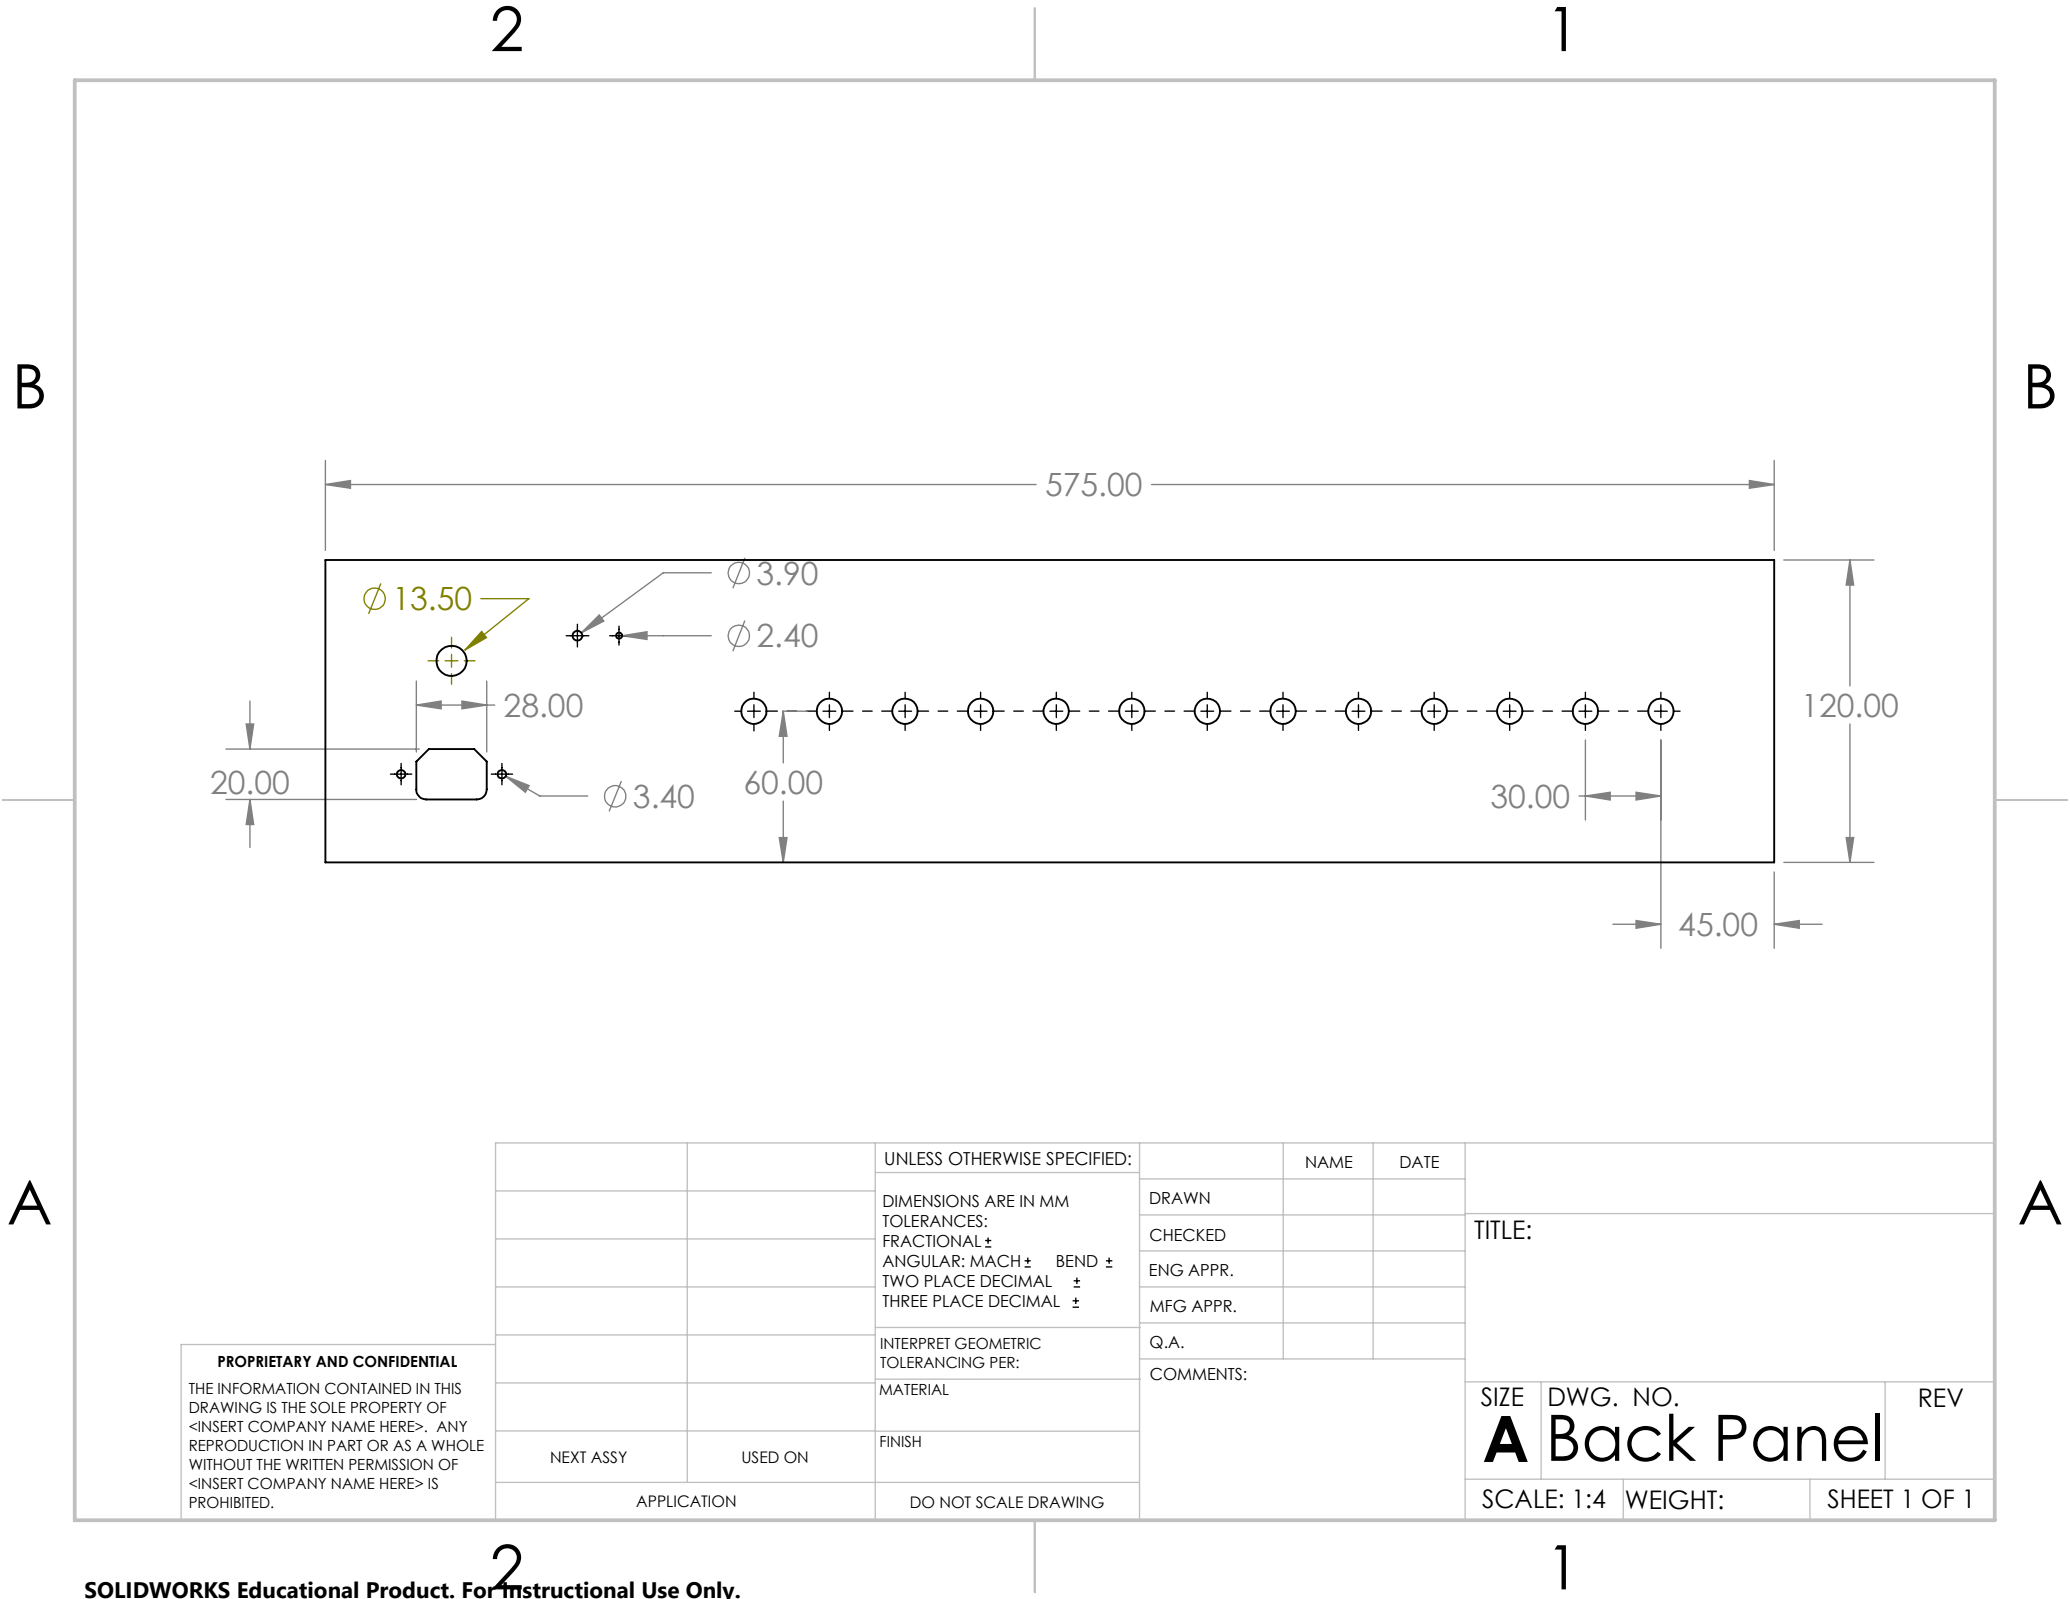 2 1
B B
575.00
⌀3.90
⌀13.50
⌀2.40
28.00
120.00
20.00
⌀3.40
60.00
30.00
45.00
A A
UNLESS OTHERWISE SPECIFIED:
DIMENSIONS ARE IN MM
TOLERANCES:
FRACTIONAL ±
ANGULAR: MACH ± BEND ±
TWO PLACE DECIMAL ±
THREE PLACE DECIMAL ±
INTERPRET GEOMETRIC
TOLERANCING PER:
MATERIAL
FINISH
DO NOT SCALE DRAWING
NAME DATE
DRAWN
CHECKED
ENG APPR.
MFG APPR.
Q.A.
COMMENTS:
TITLE:
SIZE DWG. NO. REV
A Back Panel
SCALE: 1:4 WEIGHT: SHEET 1 OF 1
PROPRIETARY AND CONFIDENTIAL
THE INFORMATION CONTAINED IN THIS
DRAWING IS THE SOLE PROPERTY OF
<INSERT COMPANY NAME HERE>. ANY
REPRODUCTION IN PART OR AS A WHOLE
WITHOUT THE WRITTEN PERMISSION OF
<INSERT COMPANY NAME HERE> IS
PROHIBITED.
NEXT ASSY USED ON
APPLICATION
2 1
SOLIDWORKS Educational Product. For Instructional Use Only.